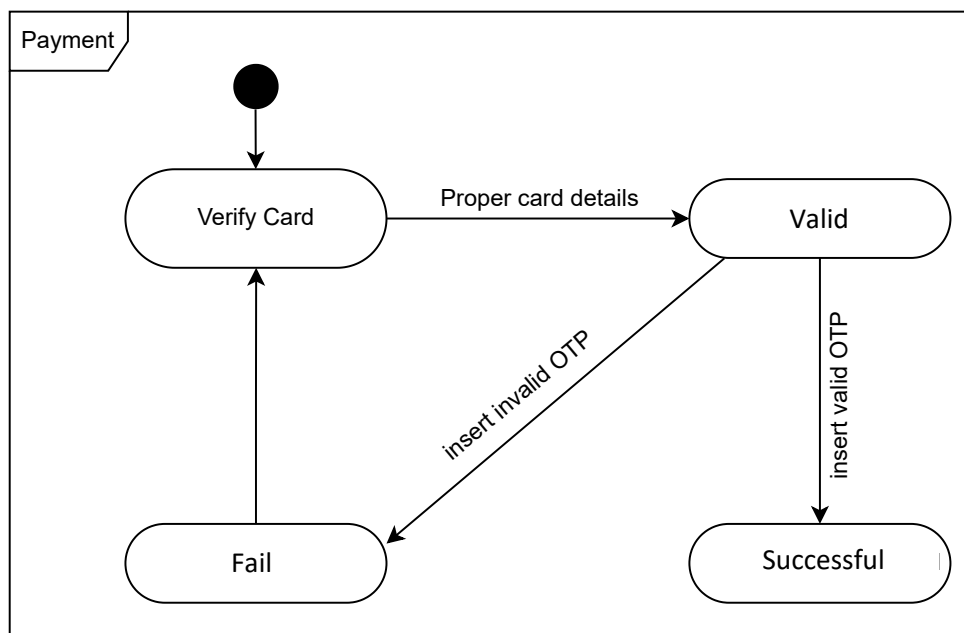 Payment
Proper card details
Verify Card
Valid
insert invalid OTP
insert valid OTP
Fail
Successful